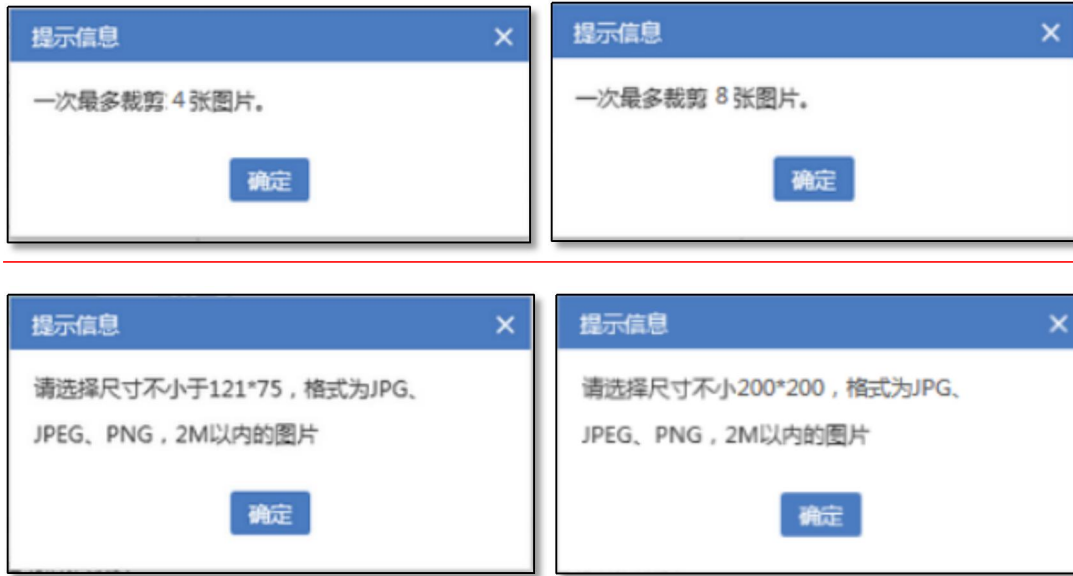 提示信息
一次最多裁剪 4 张图片。
确定
提示信息
一次最多裁剪 8 张图片。
确定
提示信息
请选择尺寸不小于121*75，格式为JPG、
JPEG、PNG，2M以内的图片
确定
提示信息
请选择尺寸不小200*200，格式为JPG、
JPEG、PNG，2M以内的图片
确定